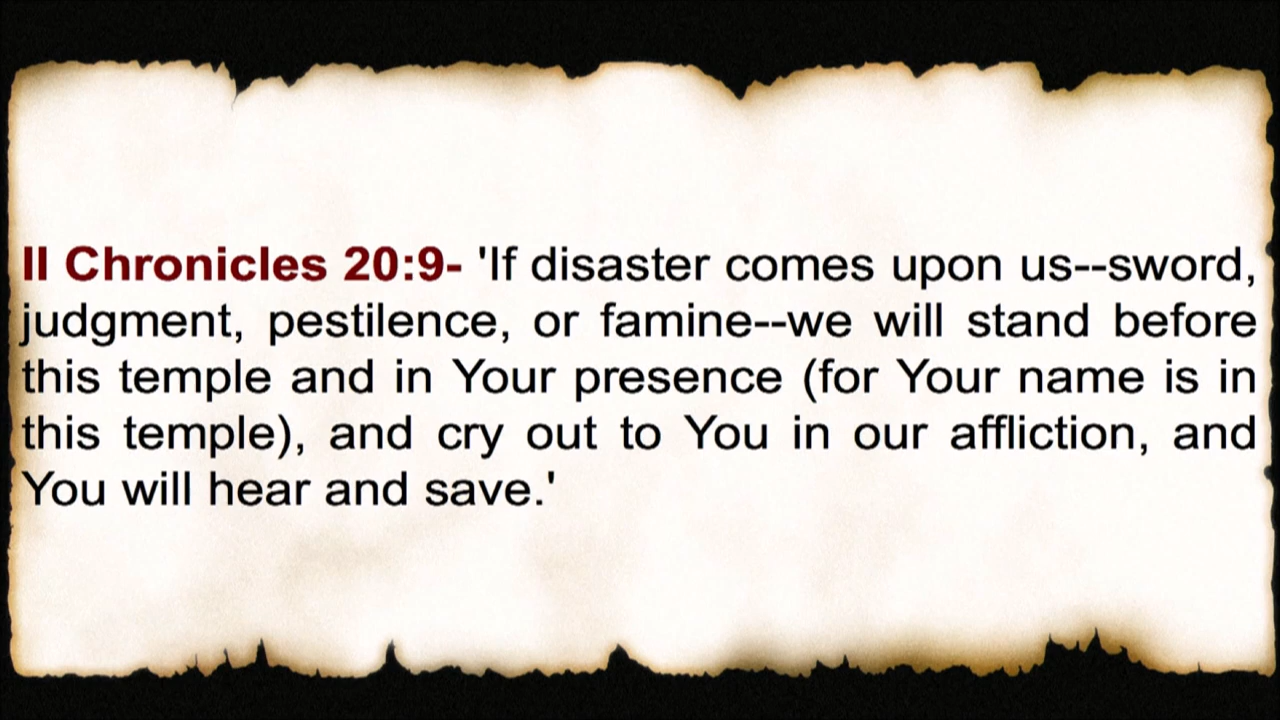 II Chronicles 20:9- 'If disaster comes upon us--sword,
judgment, pestilence, or famine--we will stand before
this temple and in Your presence (for Your name is in
this temple), and cry out to You in our affliction, and
You will hear and save.'